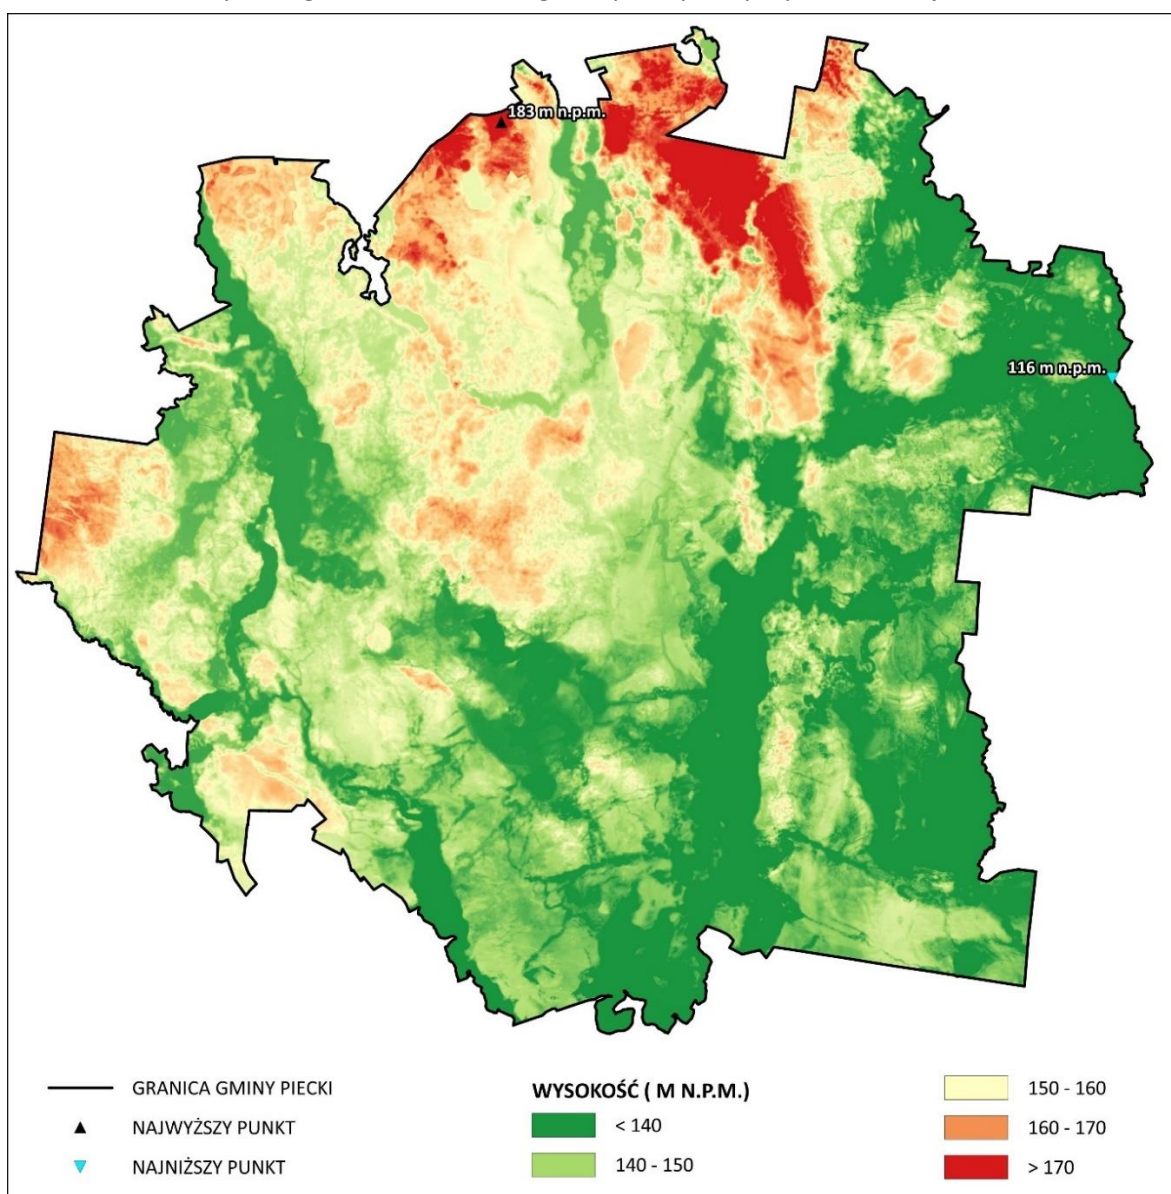 183 m n.p.m.
116 m n.p.m.
GRANICA GMINY PIECKI
NAJWYŻSZY PUNKT
NAJNIŻSZY PUNKT
WYSOKOŚĆ ( M N.P.M.)
< 140
140 - 150
150 - 160
160 - 170
> 170